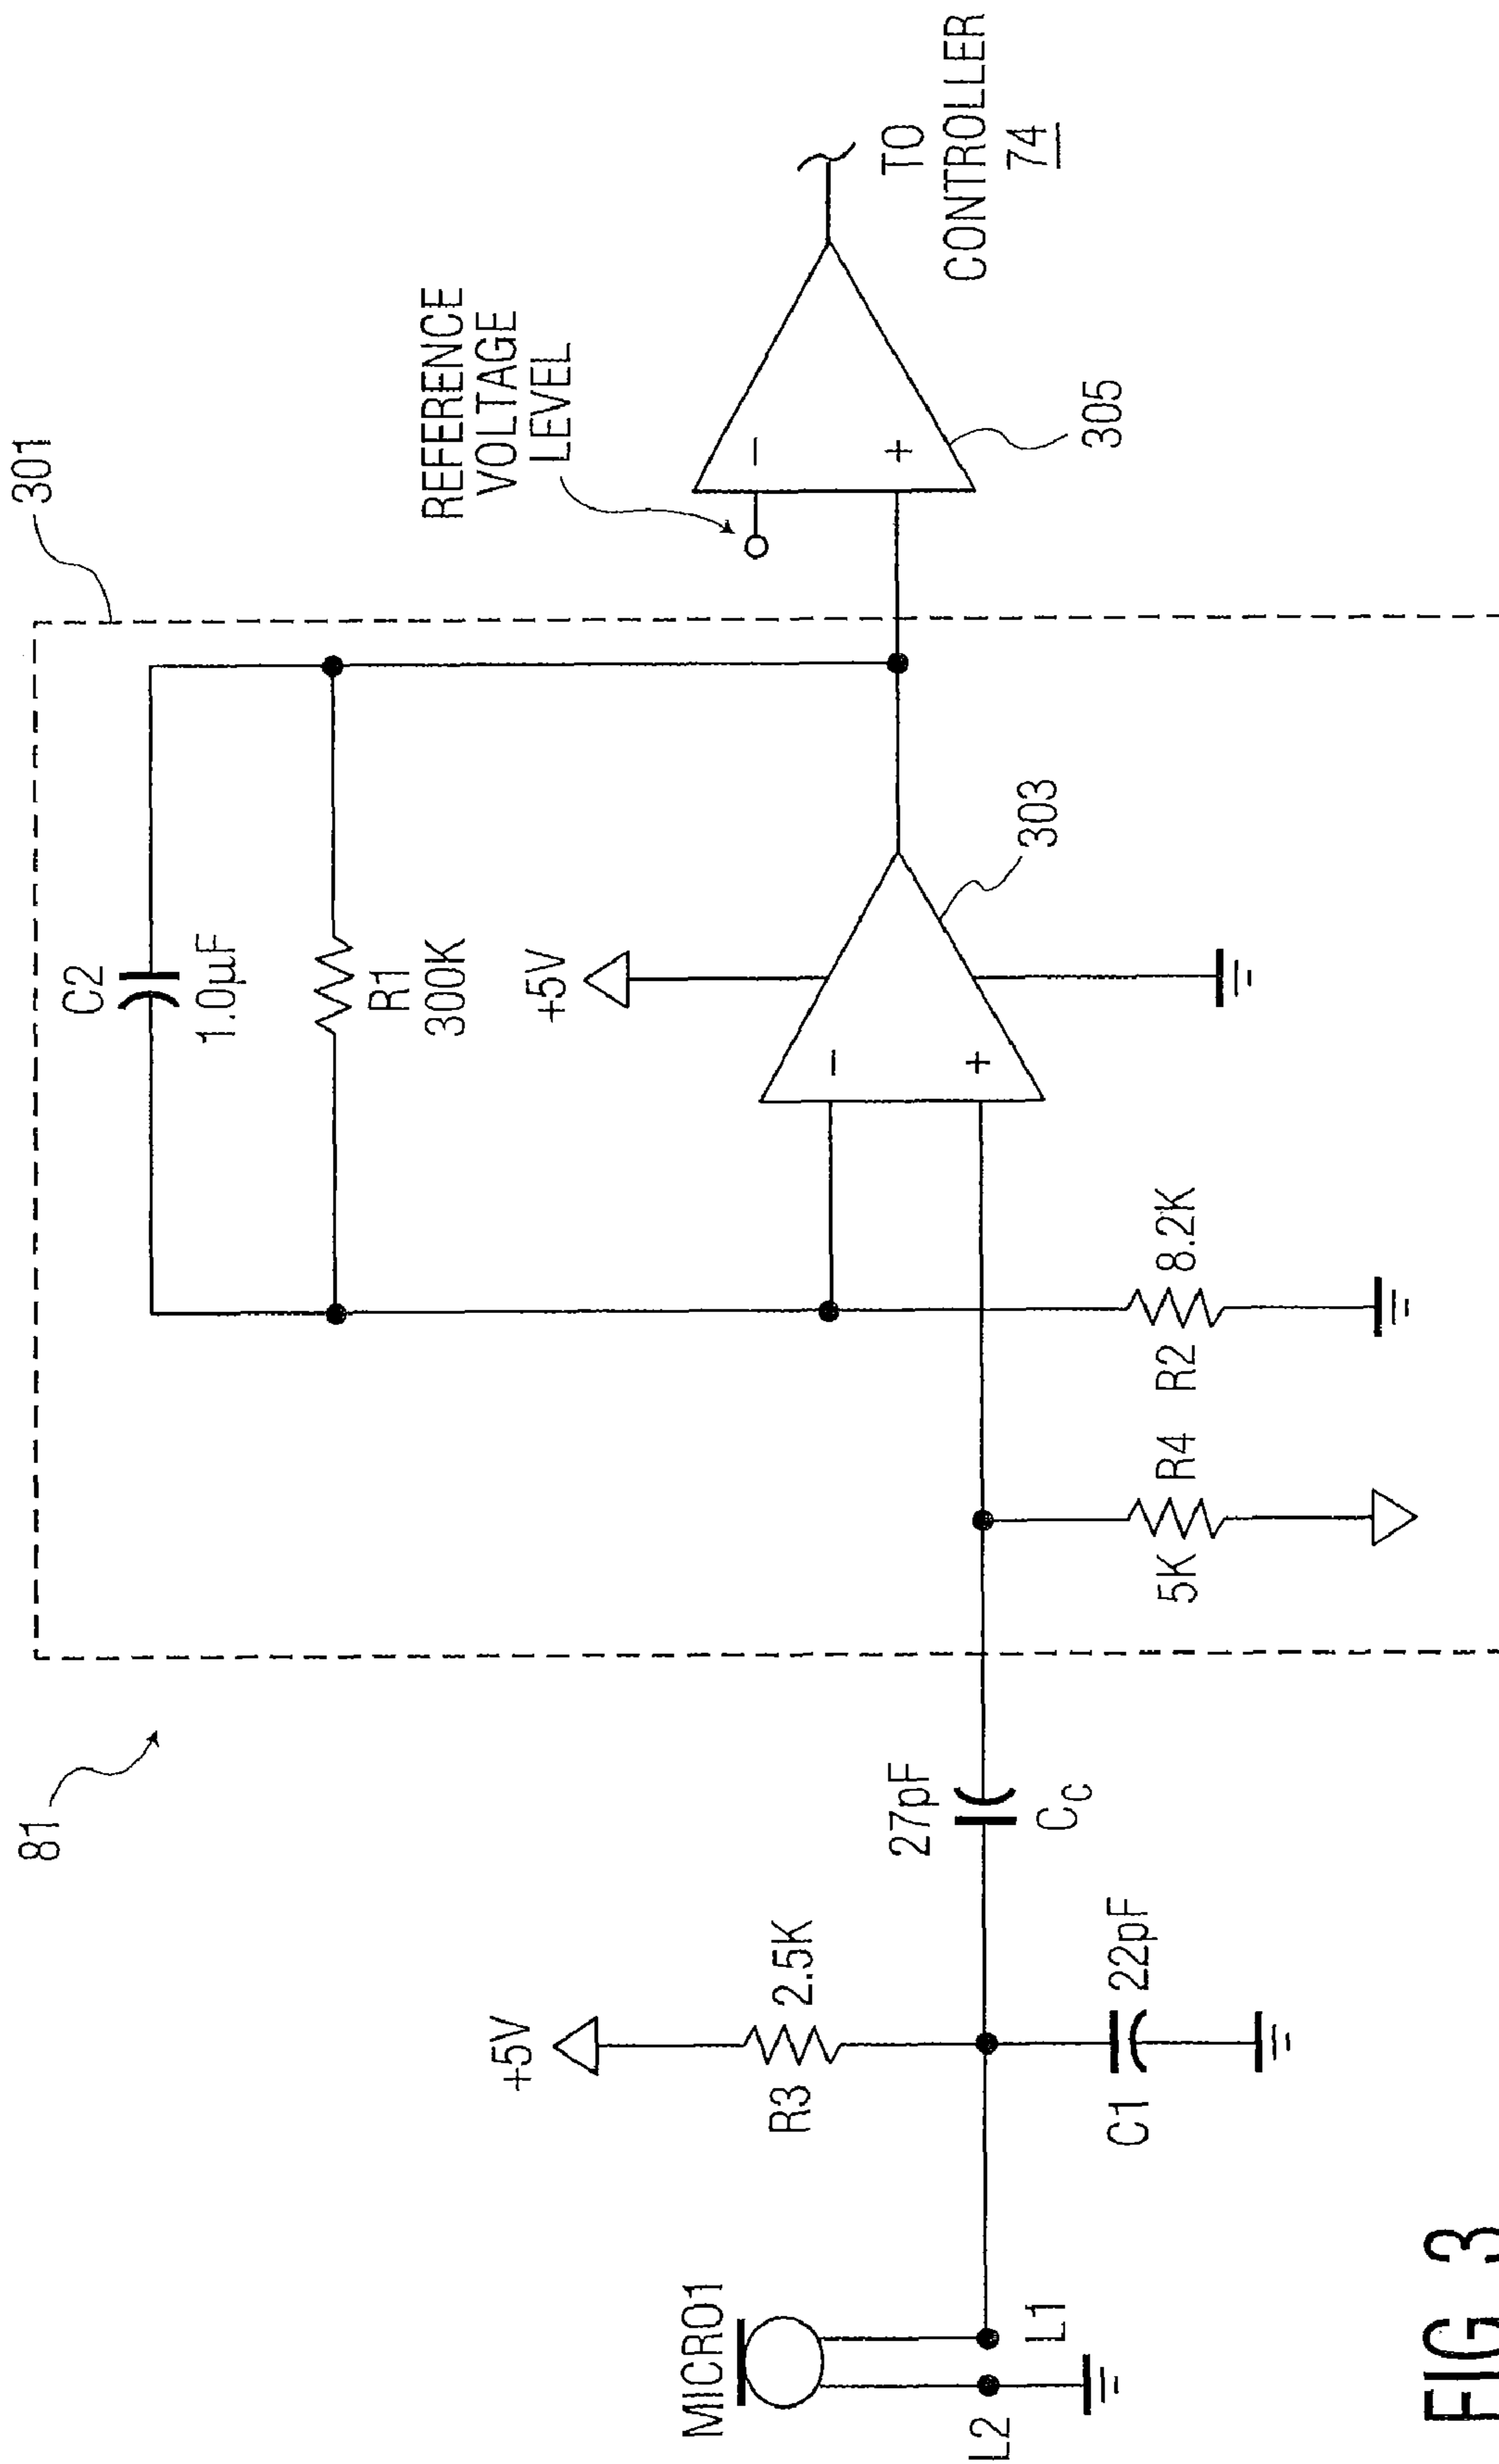 81
301
C2
1.0µF
R1
300K
+5V
303
REFERENCE
VOLTAGE
LEVEL
−
+
305
TO
CONTROLLER
74
−
+
MICRO1
L2
L1
+5V
R3
2.5K
C1
22pF
27pF
CC
5K
R4
R2
8.2K
FIG 3